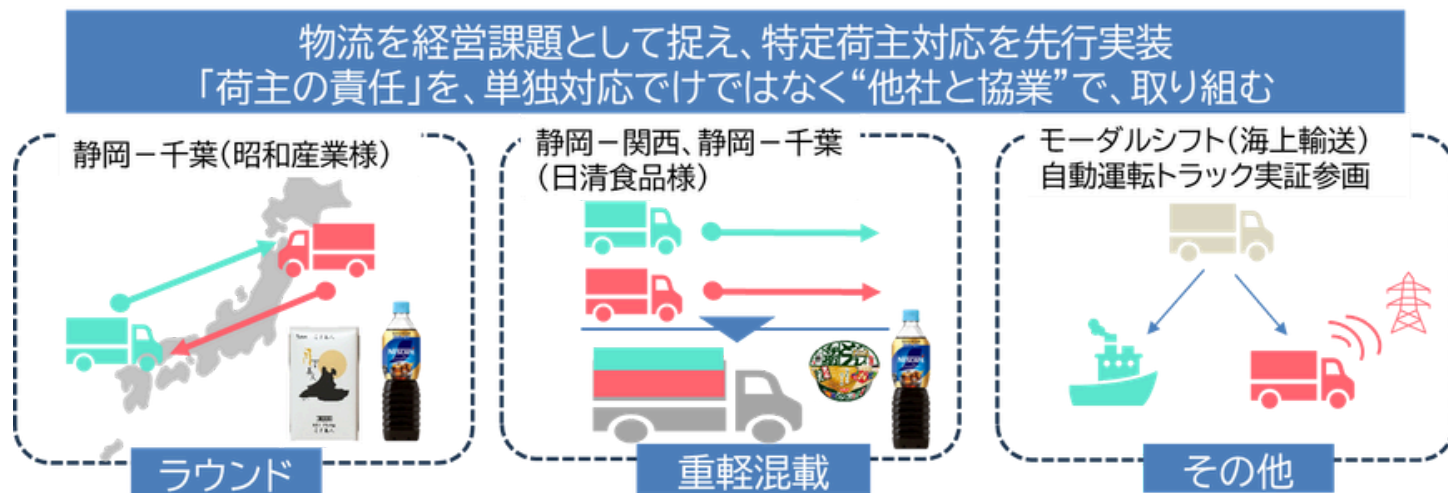 物流を経営課題として捉え、特定荷主対応を先行実装
「荷主の責任」を、単独対応でけではなく“他社と協業”で、取り組む
静岡－千葉(昭和産業様)
ラウンド
静岡－関西、静岡－千葉
(日清食品様)
NESCAFÉ
重軽混載
モーダルシフト(海上輸送)
自動運転トラック実証参画
その他